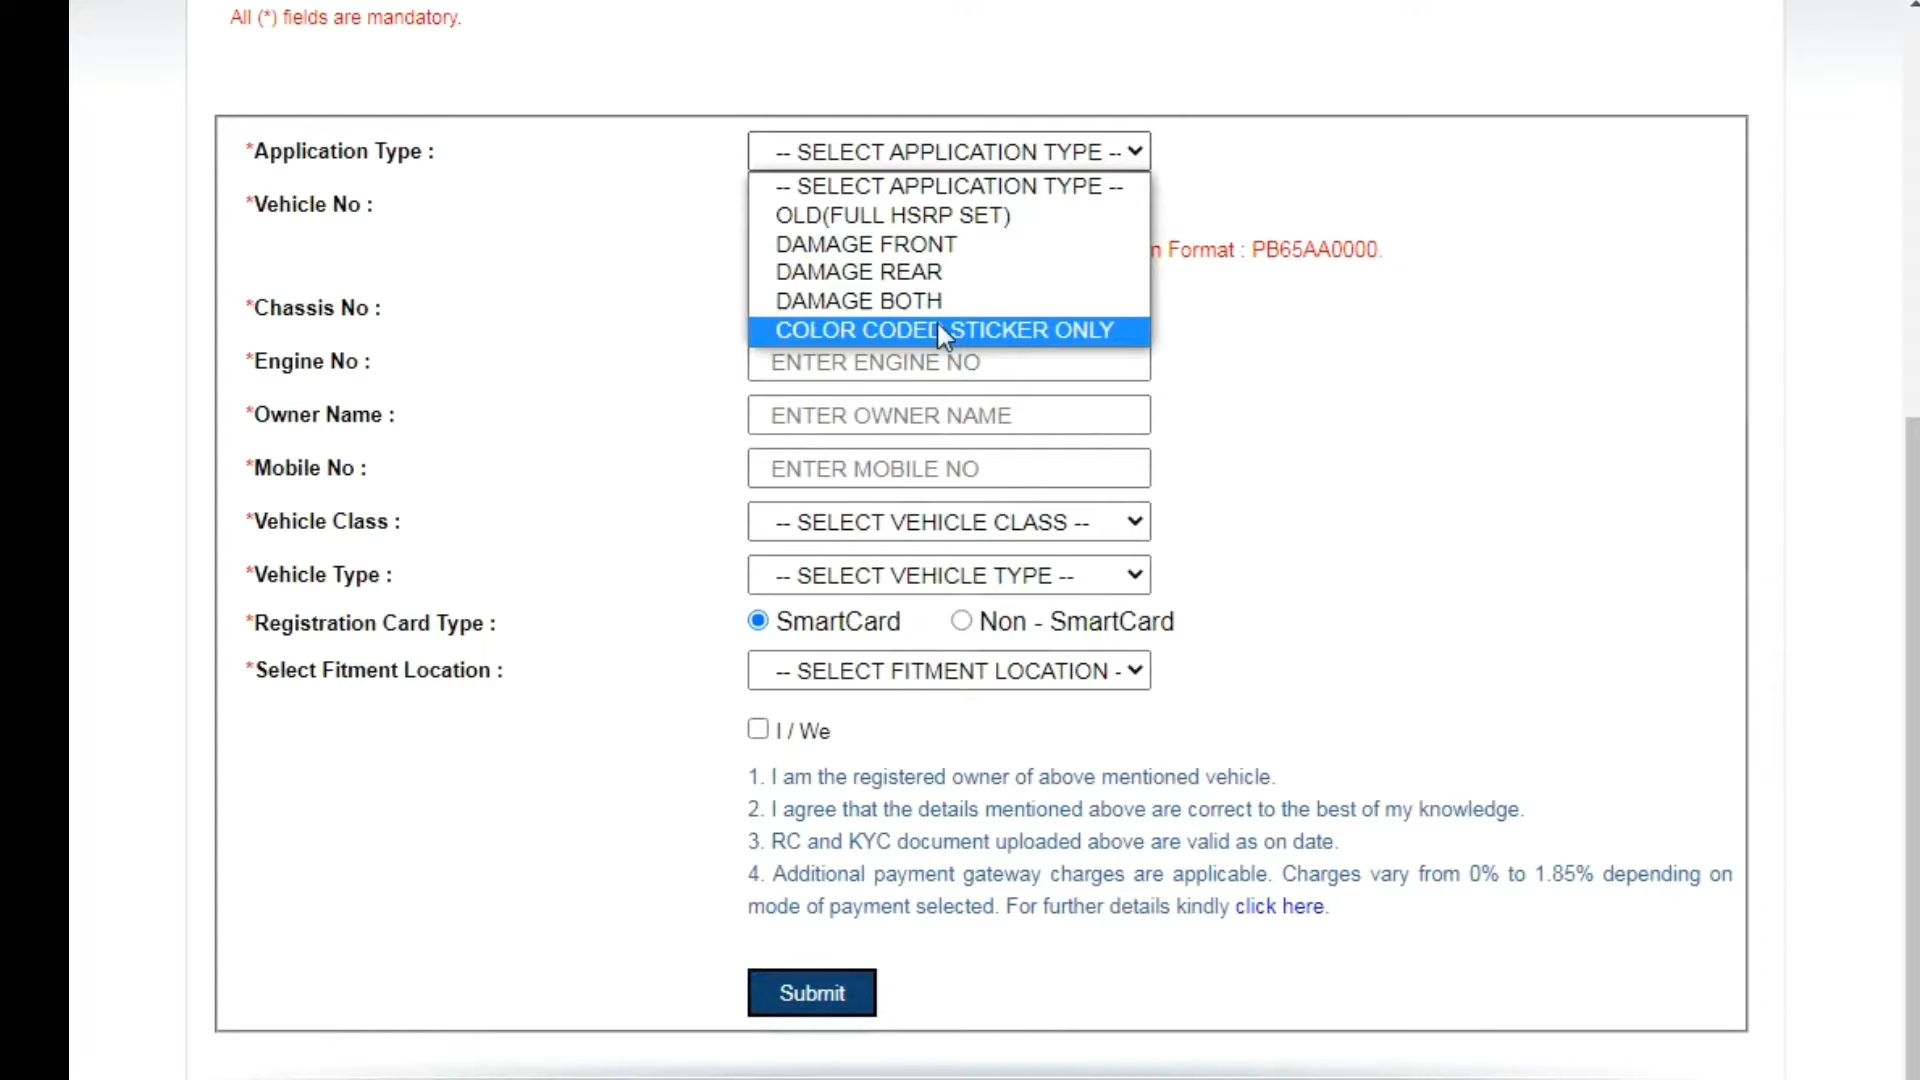 All (*) fields are mandatory.
*Application Type :
-- SELECT APPLICATION TYPE --
-- SELECT APPLICATION TYPE --
OLD(FULL HSRP SET)
DAMAGE FRONT
DAMAGE REAR
DAMAGE BOTH
COLOR CODED STICKER ONLY
*Vehicle No :
n Format : PB65AA0000.
*Chassis No :
*Engine No :
ENTER ENGINE NO
*Owner Name :
ENTER OWNER NAME
*Mobile No :
ENTER MOBILE NO
*Vehicle Class :
-- SELECT VEHICLE CLASS --
*Vehicle Type :
-- SELECT VEHICLE TYPE --
*Registration Card Type :
SmartCard Non - SmartCard
*Select Fitment Location :
-- SELECT FITMENT LOCATION -
I / We
1. I am the registered owner of above mentioned vehicle.
2. I agree that the details mentioned above are correct to the best of my knowledge.
3. RC and KYC document uploaded above are valid as on date.
4. Additional payment gateway charges are applicable. Charges vary from 0% to 1.85% depending on
mode of payment selected. For further details kindly click here.
Submit